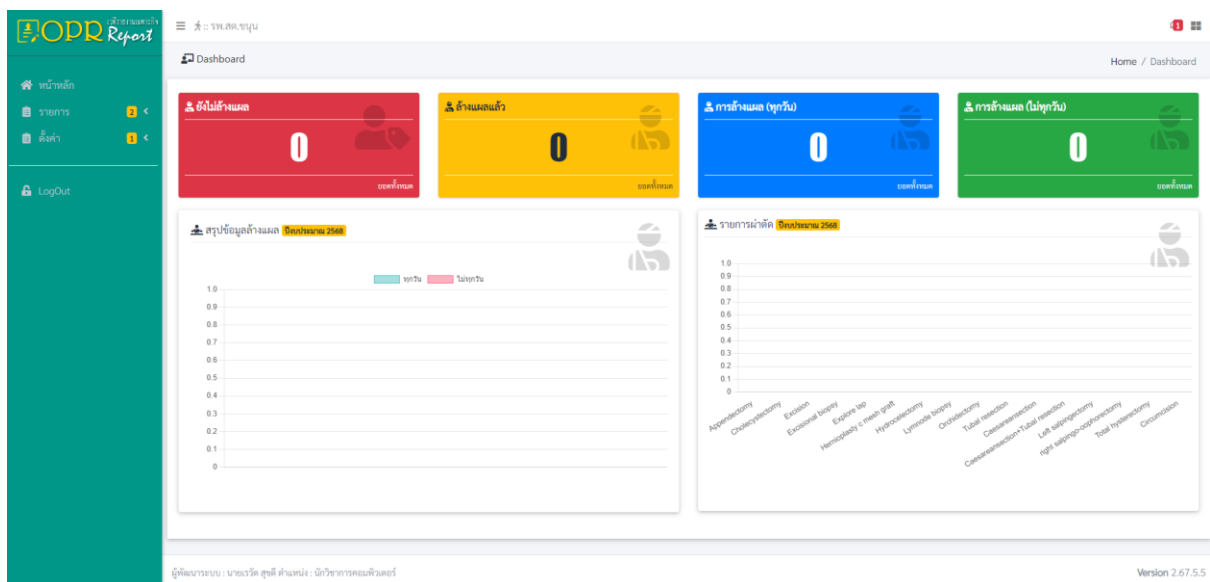 OPR Report
☰ :: รพ.สต.ขนุน
Dashboard
Home / Dashboard
หน้าหลัก
รายการ 2
ตั้งค่า 1
LogOut
ยังไม่ล้างแผล
0
ยอดทั้งหมด
ล้างแผลแล้ว
0
ยอดทั้งหมด
การล้างแผล (ทุกวัน)
0
ยอดทั้งหมด
การล้างแผล (ไม่ทุกวัน)
0
ยอดทั้งหมด
สรุปข้อมูลล้างแผล ปีงบประมาณ 2568
ทุกวัน ไม่ทุกวัน
1.0
0.9
0.8
0.7
0.6
0.5
0.4
0.3
0.2
0.1
0
รายการผ่าตัด ปีงบประมาณ 2568
1.0
0.9
0.8
0.7
0.6
0.5
0.4
0.3
0.2
0.1
0
Appendectomy
Cholecystectomy
Excision
Excisional biopsy
Explore lap
Hernioplasty c mesh graft
Hydrocelectomy
Lymnode biopsy
Orchidectomy
Tubal resection
Caesareansection
Caesareansection+Tubal resection
Left salpingectomy
right salpingo-oophorectomy
Total hysterectomy
Circumcision
ผู้พัฒนาระบบ : นายเรวัต สุขดี ตำแหน่ง : นักวิชาการคอมพิวเตอร์
Version 2.67.5.5